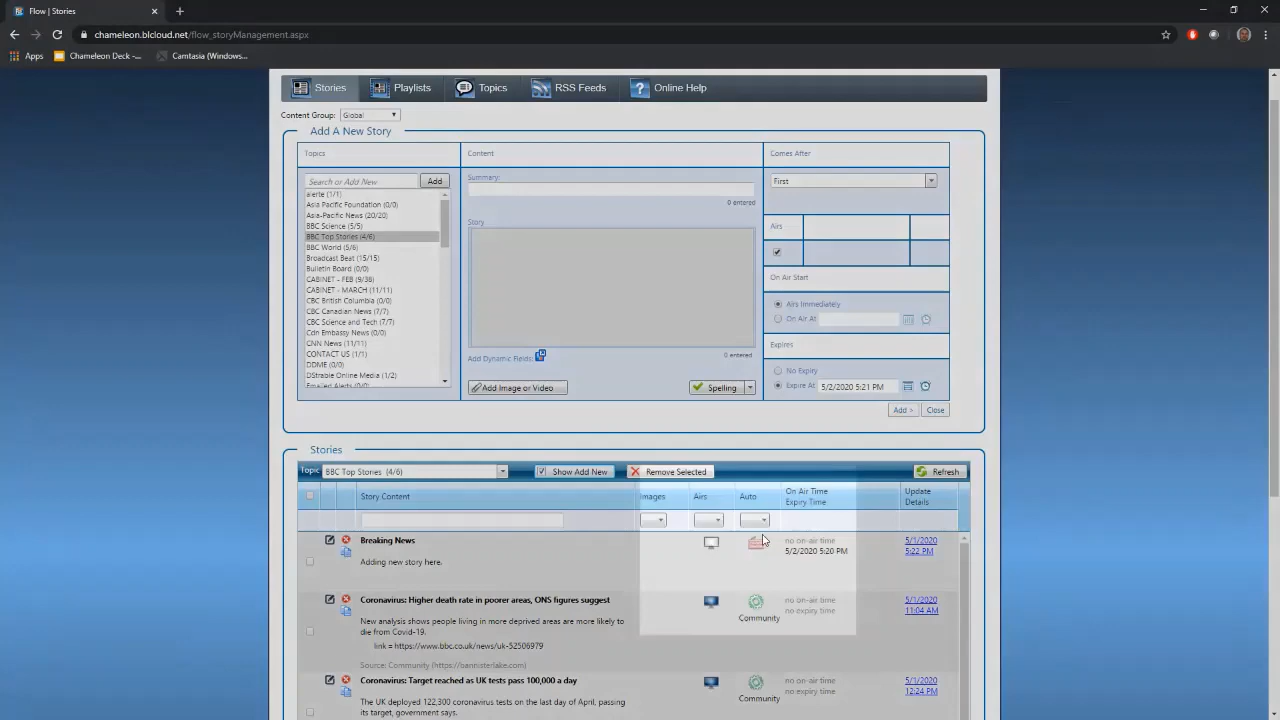 Flow | Stories
chameleon.blcloud.net/flow_storyManagement.aspx
Apps
Chameleon Deck -...
Camtasia (Windows...
Stories
Playlists
Topics
RSS Feeds
Online Help
Content Group: Global
Add A New Story
Topics
Content
Comes After
Search or Add New
Add
Summary:
First
alerte (1/1)
Asia Pacific Foundation (0/0)
Asia-Pacific News (20/20)
BBC Science (5/5)
BBC Top Stories (4/6)
BBC World (5/6)
Broadcast Beat (15/15)
Bulletin Board (0/0)
CABINET - FEB (9/38)
CABINET - MARCH (11/11)
CBC British Columbia (0/0)
CBC Canadian News (7/7)
CBC Science and Tech (7/7)
Cdn Embassy News (0/0)
CNN News (11/11)
CONTACT US (1/1)
DDME (0/0)
DStrable Online Media (1/2)
Emailed Alerts (0/0)
0 entered
Story
0 entered
Add Dynamic Fields:
Add Image or Video
Spelling
Airs
On Air Start
Airs Immediately
On Air At
Expires
No Expiry
Expire At 5/2/2020 5:21 PM
Add >
Close
Stories
Topic BBC Top Stories (4/6)
Show Add New
Remove Selected
Refresh
Story Content
Images
Airs
Auto
On Air Time
Expiry Time
Update
Details
Breaking News
Adding new story here.
no on-air time
5/2/2020 5:20 PM
5/1/2020
5:22 PM
Coronavirus: Higher death rate in poorer areas, ONS figures suggest
New analysis shows people living in more deprived areas are more likely to
die from Covid-19.
link = https://www.bbc.co.uk/news/uk-52506979
Source: Community (https://bannisterlake.com)
Community
no on-air time
no expiry time
5/1/2020
11:04 AM
Coronavirus: Target reached as UK tests pass 100,000 a day
The UK deployed 122,300 coronavirus tests on the last day of April, passing
its target, government says.
Community
no on-air time
no expiry time
5/1/2020
12:24 PM